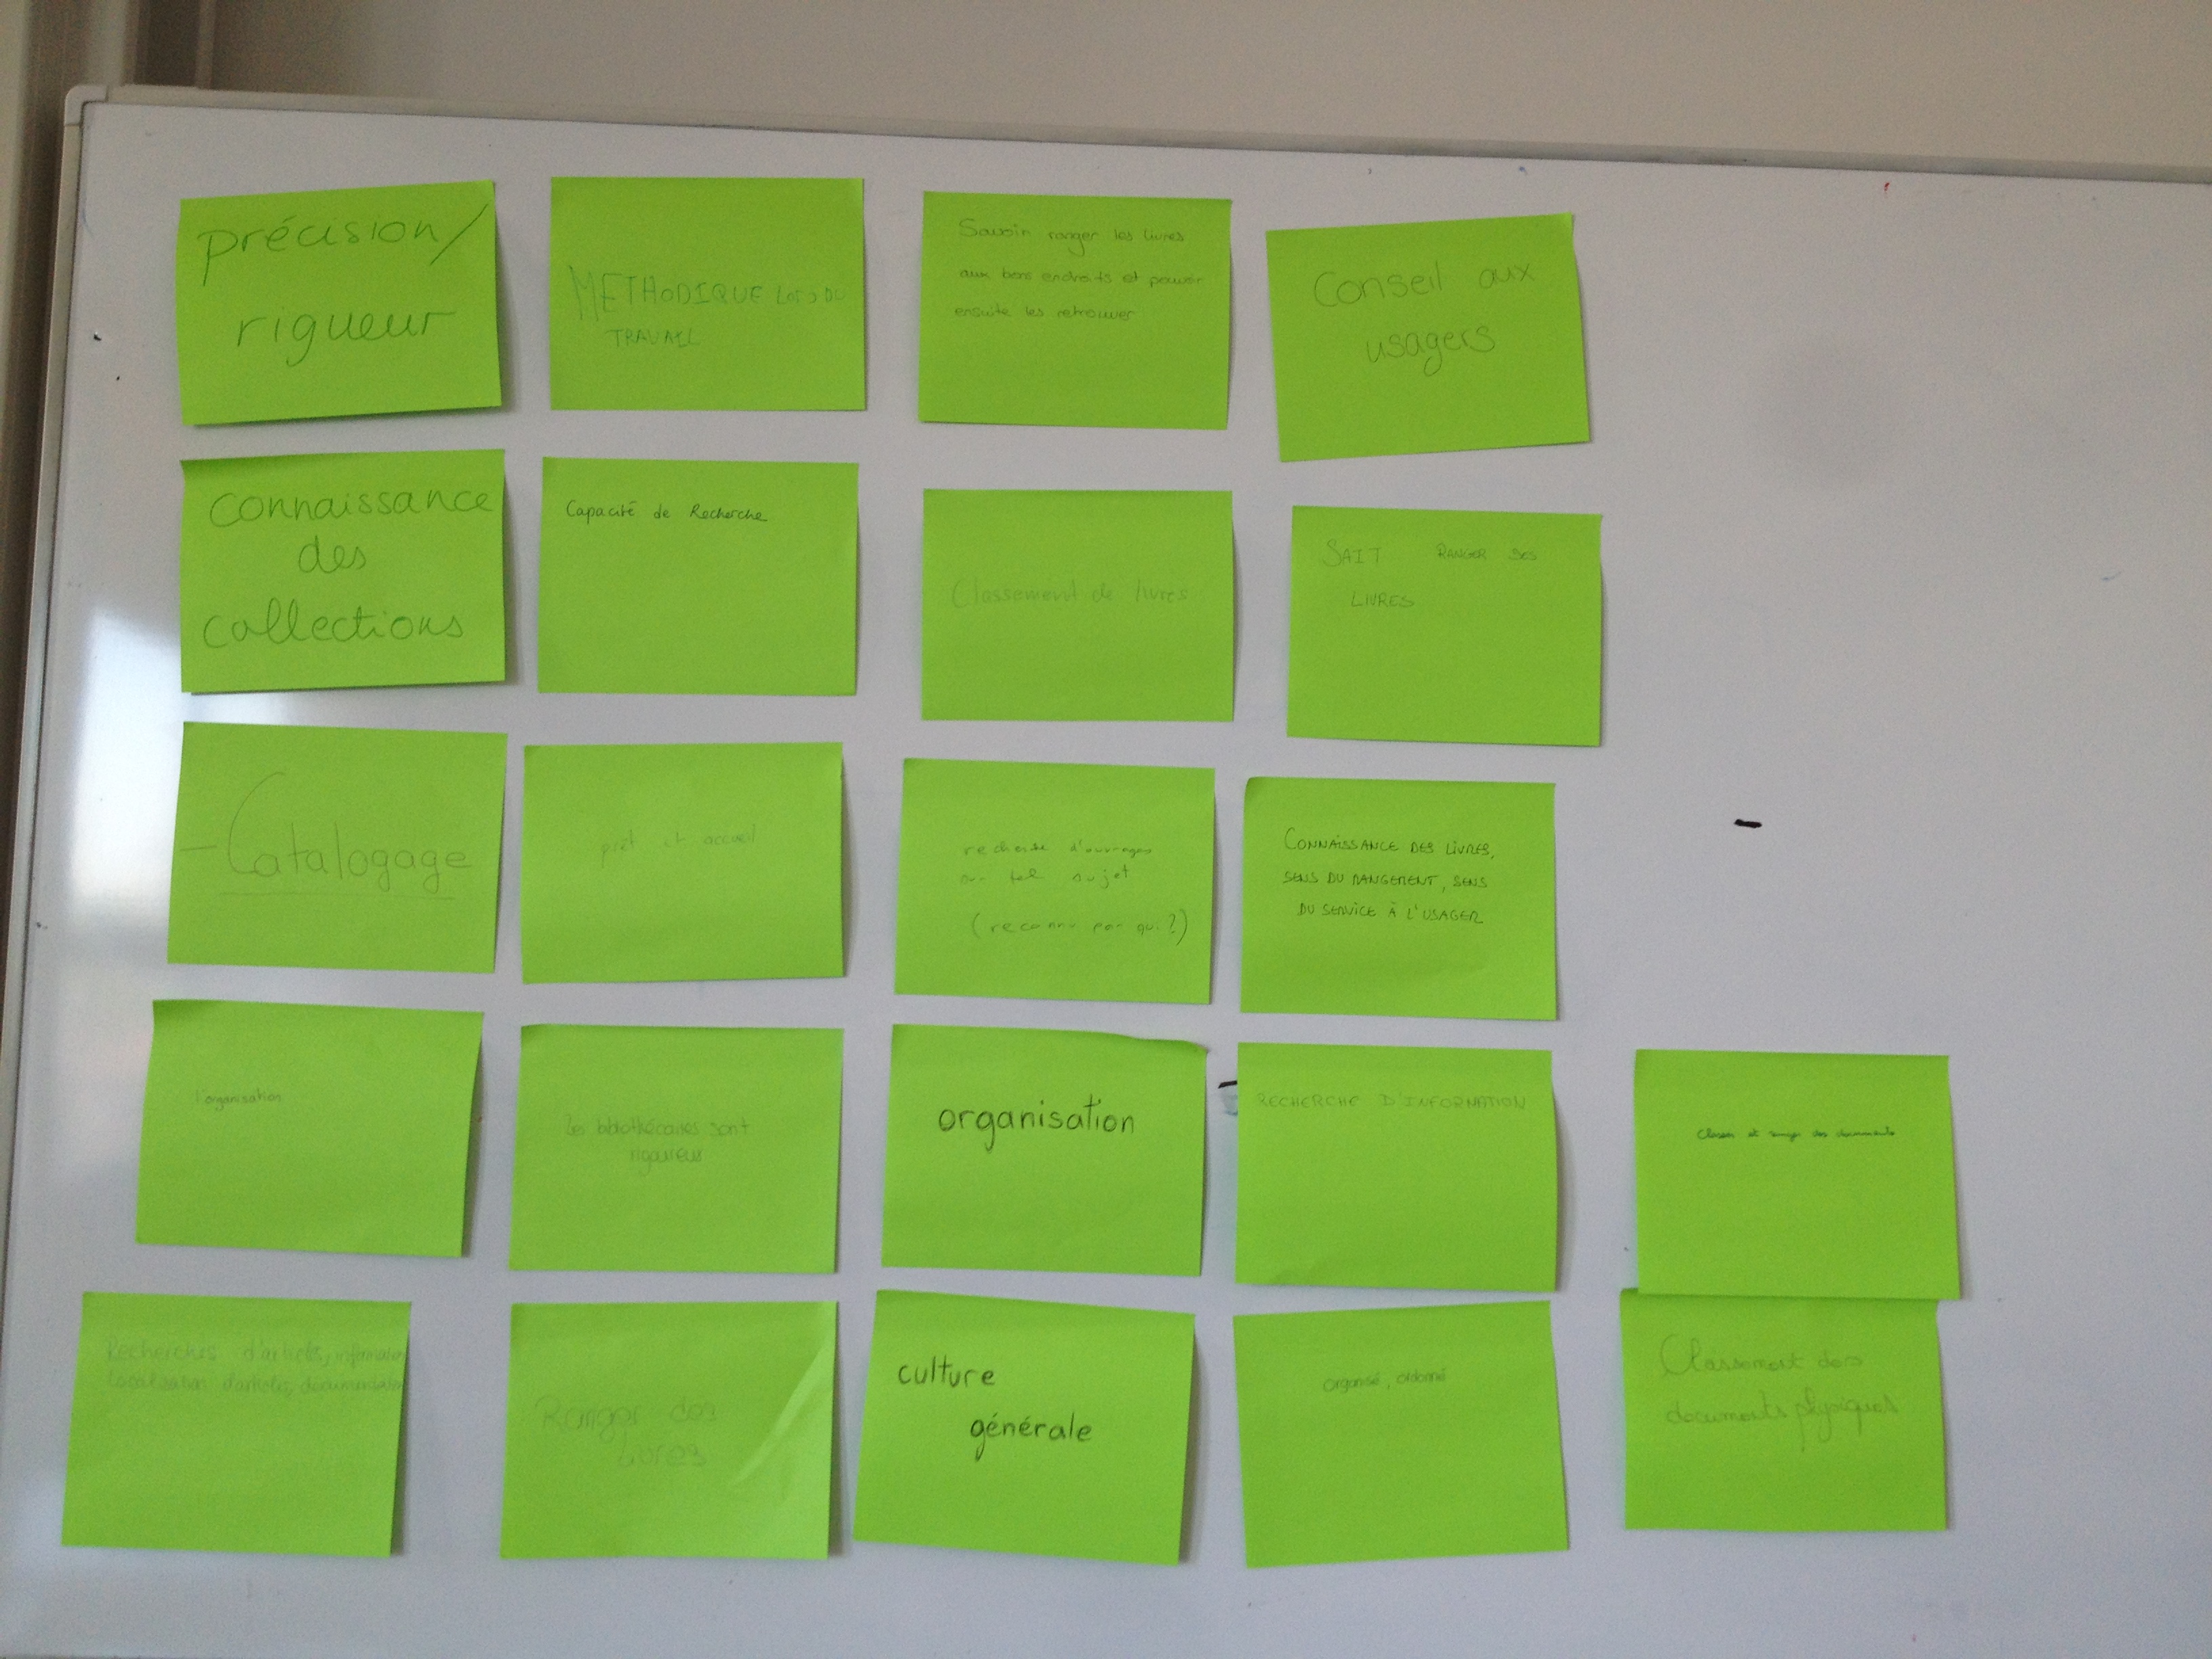 précision/
rigueur
METHODIQUE LORS DU
TRAVAIL
Savoir ranger les livres
aux bons endroits et pouvoir
ensuite les retrouver
Conseil aux
usagers
connaissance
des
collections
Capacité de Recherche
Classement de livres
SAIT RANGER DES
LIVRES
- Catalogage
prêt et accueil
recherche d'ouvrages
sur tel sujet
(reconnu par qui?)
CONNAISSANCE DES LIVRES,
SENS DU RANGEMENT, SENS
DU SERVICE À L'USAGER
l'organisation
Les bibliothécaires sont
rigoureux
organisation
RECHERCHE D'INFORMATION
Classer et ranger des documents
Recherches d'articles, information
Localisation d'articles, documentation
Ranger des
Livres
culture
générale
organisé, ordonné
Classement des
documents physiques